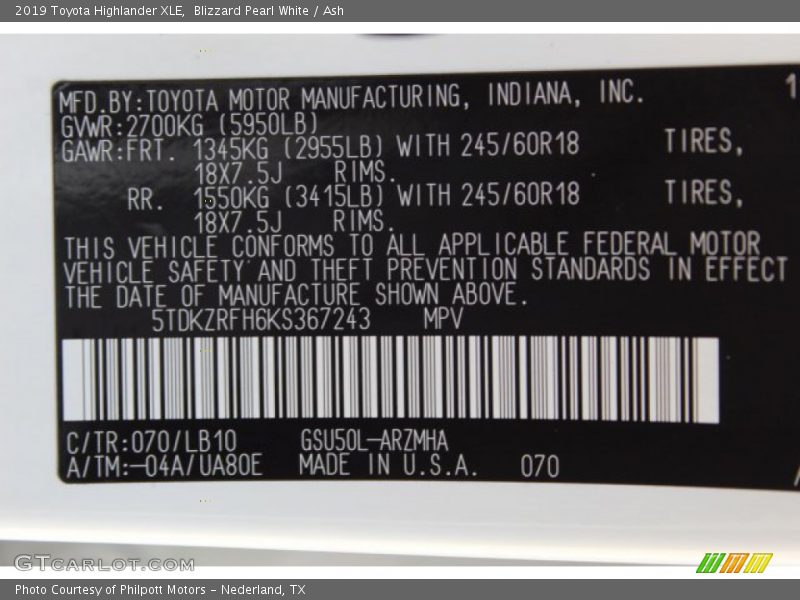 2019 Toyota Highlander XLE, Blizzard Pearl White / Ash
MFD.BY:TOYOTA MOTOR MANUFACTURING, INDIANA, INC. 1
GVWR:2700KG (5950LB)
GAWR:FRT. 1345KG (2955LB) WITH 245/60R18 TIRES,
18X7.5J RIMS.
RR. 1550KG (3415LB) WITH 245/60R18 TIRES,
18X7.5J RIMS.
THIS VEHICLE CONFORMS TO ALL APPLICABLE FEDERAL MOTOR
VEHICLE SAFETY AND THEFT PREVENTION STANDARDS IN EFFECT
THE DATE OF MANUFACTURE SHOWN ABOVE.
5TDKZRFH6KS367243 MPV
C/TR:070/LB10 GSU50L-ARZMHA
A/TM:-04A/UA80E MADE IN U.S.A. 070
GTCARLOT.COM
Photo Courtesy of Philpott Motors - Nederland, TX